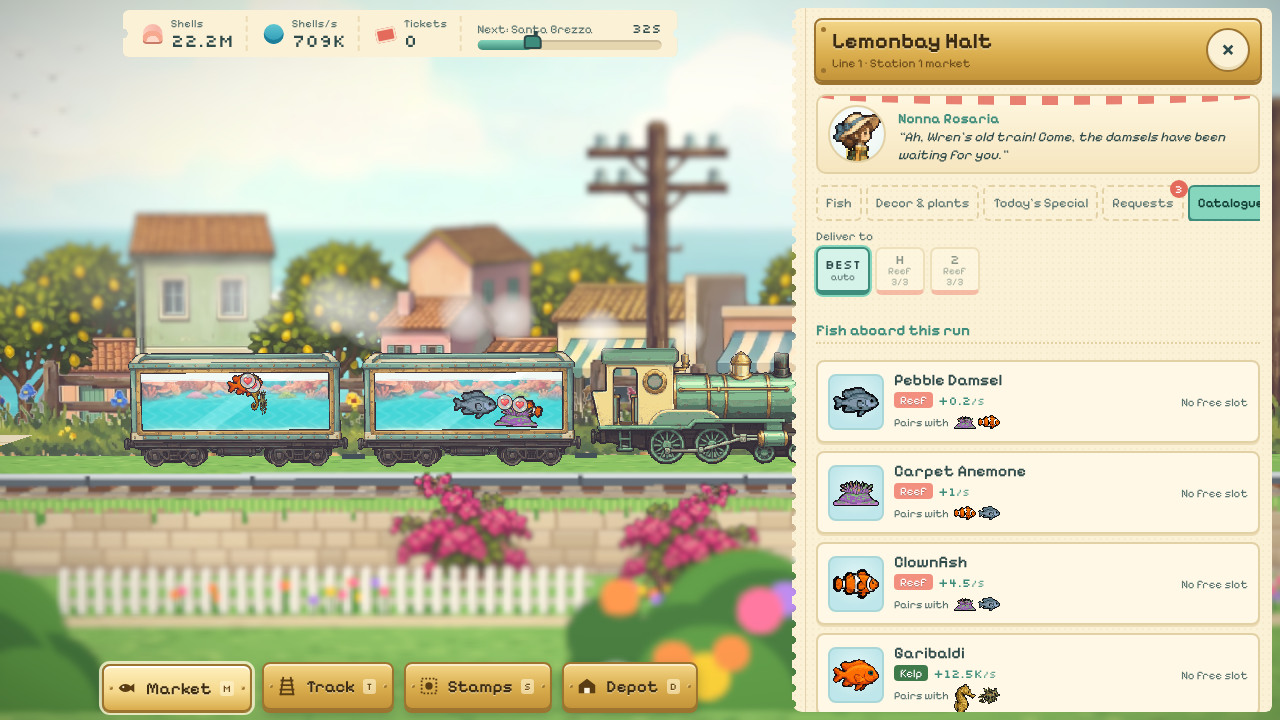 Shells
22.2M
Shells/s
709K
Tickets
0
Next: Santa Brezza 32S
Lemonbay Halt
Line 1 · Station 1 market
×
Nonna Rosaria
"Ah, Wren's old train! Come, the damsels have been
waiting for you."
Fish
Decor & plants
Today's Special
Requests
3
Catalogue
Deliver to
BEST
auto
H
Reef
3/3
2
Reef
3/3
Fish aboard this run
Pebble Damsel
Reef +0.2/s
Pairs with
No free slot
Carpet Anemone
Reef +1/s
Pairs with
No free slot
Clownfish
Reef +4.5/s
Pairs with
No free slot
Garibaldi
Kelp +12.5K/s
Pairs with
No free slot
Market M
Track T
Stamps S
Depot D